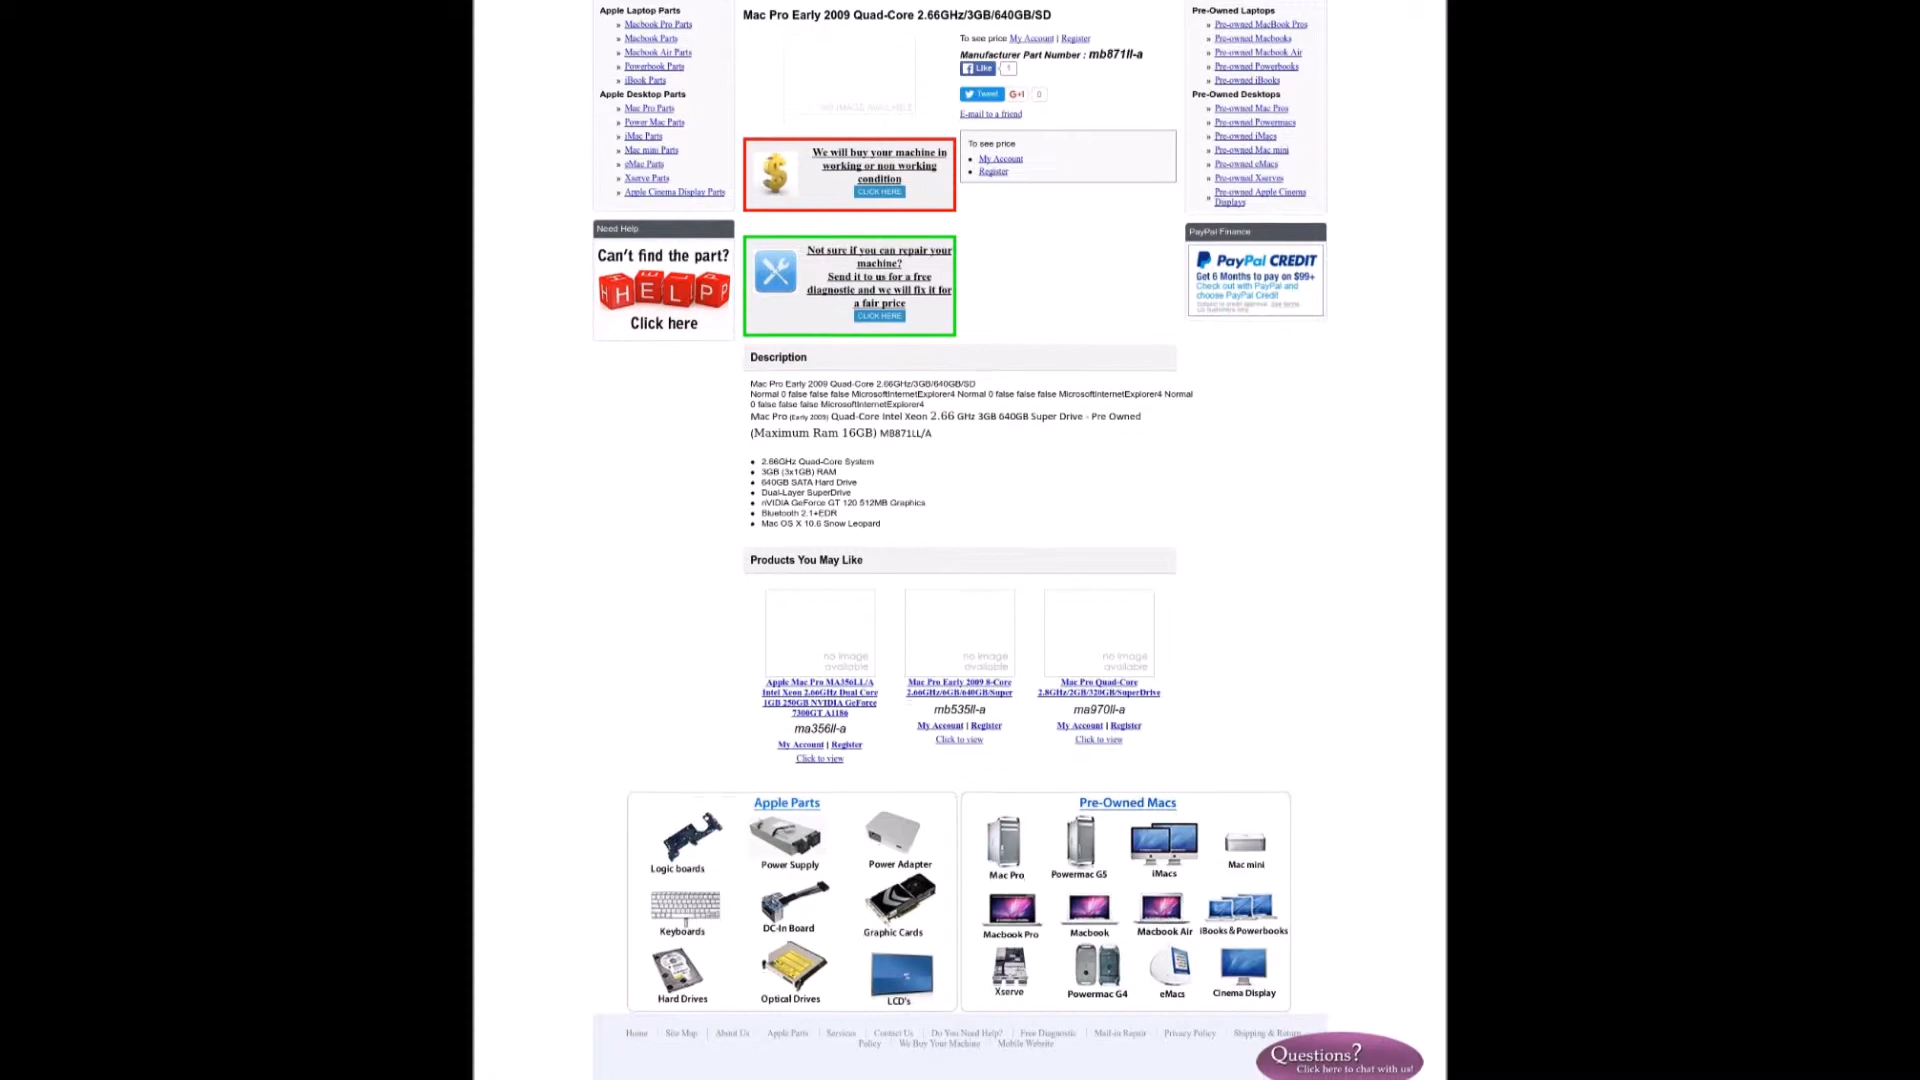 Apple Laptop Parts
» Macbook Pro Parts
» Macbook Parts
» Macbook Air Parts
» Powerbook Parts
» iBook Parts
Apple Desktop Parts
» Mac Pro Parts
» Power Mac Parts
» iMac Parts
» Mac mini Parts
» eMac Parts
» Xserve Parts
» Apple Cinema Display Parts
Need Help
Can't find the part?
HELP
Click here
Mac Pro Early 2009 Quad-Core 2.66GHz/3GB/640GB/SD
NO IMAGE AVAILABLE
To see price My Account | Register
Manufacturer Part Number : mb871ll-a
Like 1
Tweet G+1 0
E-mail to a friend
To see price
• My Account
• Register
We will buy your machine in
working or non working
condition
CLICK HERE
Not sure if you can repair your
machine?
Send it to us for a free
diagnostic and we will fix it for
a fair price
CLICK HERE
Description
Mac Pro Early 2009 Quad-Core 2.66GHz/3GB/640GB/SD
Normal 0 false false false MicrosoftInternetExplorer4 Normal 0 false false false MicrosoftInternetExplorer4 Normal
0 false false false MicrosoftInternetExplorer4
Mac Pro (Early 2009) Quad-Core Intel Xeon 2.66 GHz 3GB 640GB Super Drive - Pre Owned
(Maximum Ram 16GB) MB871LL/A
• 2.66GHz Quad-Core System
• 3GB (3x1GB) RAM
• 640GB SATA Hard Drive
• Dual-Layer SuperDrive
• nVIDIA GeForce GT 120 512MB Graphics
• Bluetooth 2.1+EDR
• Mac OS X 10.6 Snow Leopard
Products You May Like
no image
available
Apple Mac Pro MA356LL/A
Intel Xeon 2.66GHz Dual Core
1GB 250GB NVIDIA GeForce
7300GT A1186
ma356ll-a
My Account | Register
Click to view
no image
available
Mac Pro Early 2009 8-Core
2.66GHz/6GB/640GB/Super
mb535ll-a
My Account | Register
Click to view
no image
available
Mac Pro Quad-Core
2.8GHz/2GB/320GB/SuperDrive
ma970ll-a
My Account | Register
Click to view
Pre-owned Laptops
» Pre-owned MacBook Pros
» Pre-owned Macbooks
» Pre-owned Macbook Air
» Pre-owned Powerbooks
» Pre-owned iBooks
Pre-Owned Desktops
» Pre-owned Mac Pros
» Pre-owned Powermacs
» Pre-owned iMacs
» Pre-owned Mac mini
» Pre-owned eMacs
» Pre-owned Xserves
» Pre-owned Apple Cinema
Displays
PayPal Finance
PayPal CREDIT
Get 6 Months to pay on $99+
Check out with PayPal and
choose PayPal Credit
Apple Parts
Logic boards
Power Supply
Power Adapter
Keyboards
DC-In Board
Graphic Cards
Hard Drives
Optical Drives
LCD's
Pre-Owned Macs
Mac Pro
Powermac G5
iMacs
Mac mini
Macbook Pro
Macbook
Macbook Air
iBooks & Powerbooks
Xserve
Powermac G4
eMacs
Cinema Display
Home | Site Map | About Us | Apple Parts | Services | Contact Us | Do You Need Help? | Free Diagnostic | Mail-in Repair | Privacy Policy | Shipping & Return
Policy | We Buy Your Machine | Mobile Website
Questions?
Click here to chat with us!